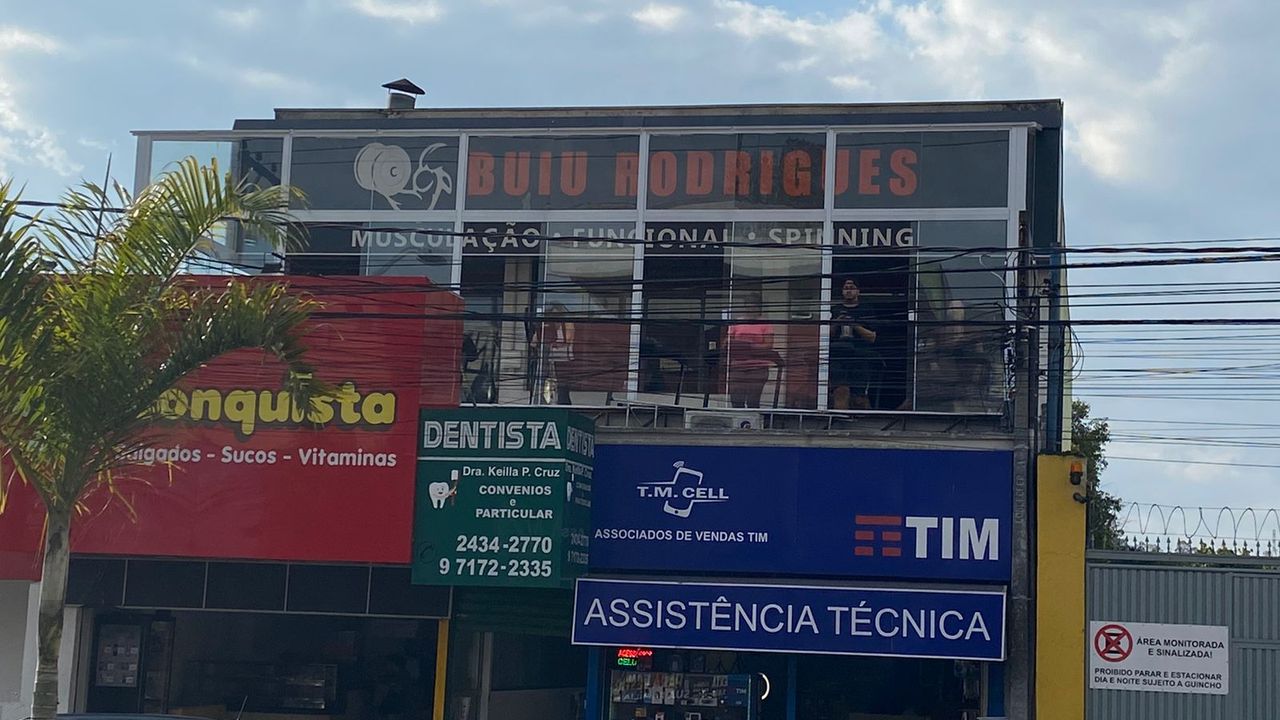 BUIU RODRIGUES
MUSCULAÇÃO • FUNCIONAL • SPINNING
onquista
algados - Sucos - Vitaminas
DENTISTA
Dra. Keilla P. Cruz
CONVENIOS
e
PARTICULAR
2434-2770
9 7172-2335
T.M. CELL
ASSOCIADOS DE VENDAS TIM
TIM
ASSISTÊNCIA TÉCNICA
ÁREA MONITORADA
E SINALIZADA!
PROIBIDO PARAR E ESTACIONAR
DIA E NOITE SUJEITO A GUINCHO